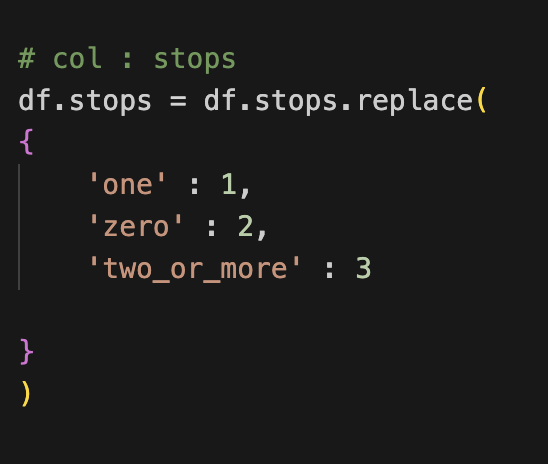 # col : stops
df.stops = df.stops.replace(
{
    'one' : 1,
    'zero' : 2,
    'two_or_more' : 3
}
)